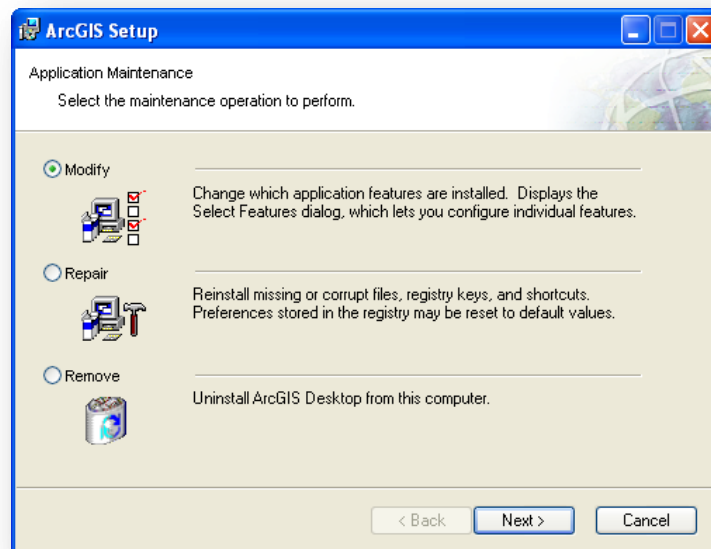 ArcGIS Setup
Application Maintenance
Select the maintenance operation to perform.
Modify
Change which application features are installed. Displays the
Select Features dialog, which lets you configure individual features.
Repair
Reinstall missing or corrupt files, registry keys, and shortcuts.
Preferences stored in the registry may be reset to default values.
Remove
Uninstall ArcGIS Desktop from this computer.
< Back Next > Cancel